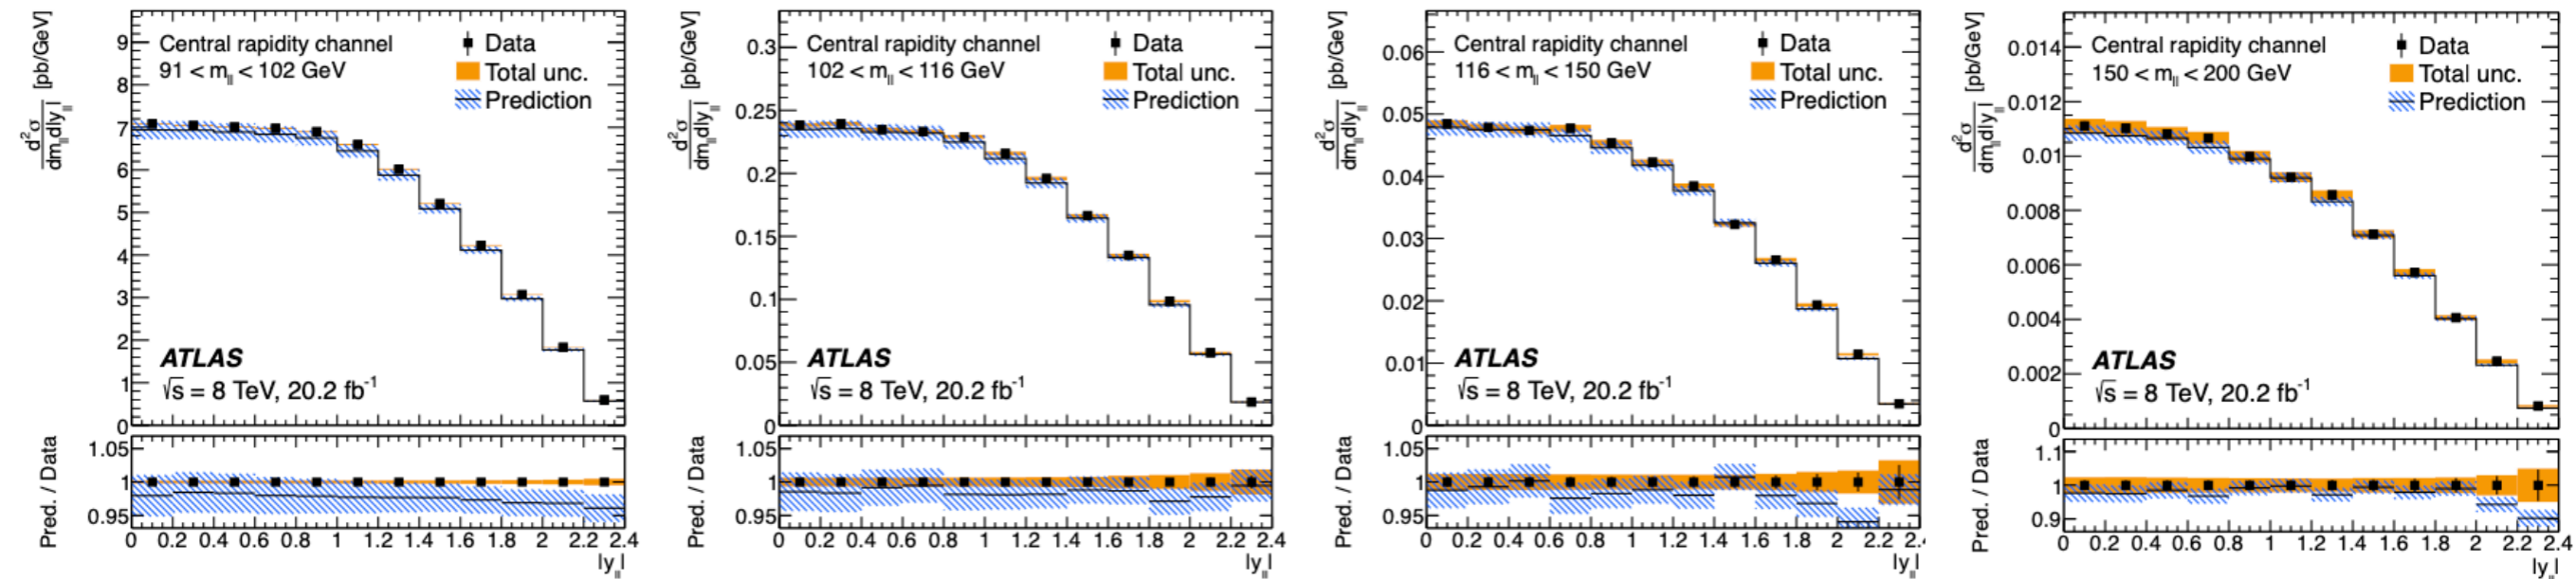 d²σ/dm_ll d|y_ll| [pb/GeV]
9
8
7
6
5
4
3
2
1
0
Central rapidity channel
91 < m_ll < 102 GeV
Data
Total unc.
Prediction
ATLAS
√s = 8 TeV, 20.2 fb⁻¹
Pred. / Data
1.05
1
0.95
0 0.2 0.4 0.6 0.8 1 1.2 1.4 1.6 1.8 2 2.2 2.4
|y_ll|
d²σ/dm_ll d|y_ll| [pb/GeV]
0.3
0.25
0.2
0.15
0.1
0.05
0
Central rapidity channel
102 < m_ll < 116 GeV
Data
Total unc.
Prediction
ATLAS
√s = 8 TeV, 20.2 fb⁻¹
Pred. / Data
1.05
1
0.95
0 0.2 0.4 0.6 0.8 1 1.2 1.4 1.6 1.8 2 2.2 2.4
|y_ll|
d²σ/dm_ll d|y_ll| [pb/GeV]
0.06
0.05
0.04
0.03
0.02
0.01
0
Central rapidity channel
116 < m_ll < 150 GeV
Data
Total unc.
Prediction
ATLAS
√s = 8 TeV, 20.2 fb⁻¹
Pred. / Data
1.05
1
0.95
0 0.2 0.4 0.6 0.8 1 1.2 1.4 1.6 1.8 2 2.2 2.
|y_ll|
d²σ/dm_ll d|y_ll| [pb/GeV]
0.014
0.012
0.01
0.008
0.006
0.004
0.002
0
Central rapidity channel
150 < m_ll < 200 GeV
Data
Total unc.
Prediction
ATLAS
√s = 8 TeV, 20.2 fb⁻¹
Pred. / Data
1.1
1
0.9
0 0.2 0.4 0.6 0.8 1 1.2 1.4 1.6 1.8 2 2.2 2.4
|y_ll|